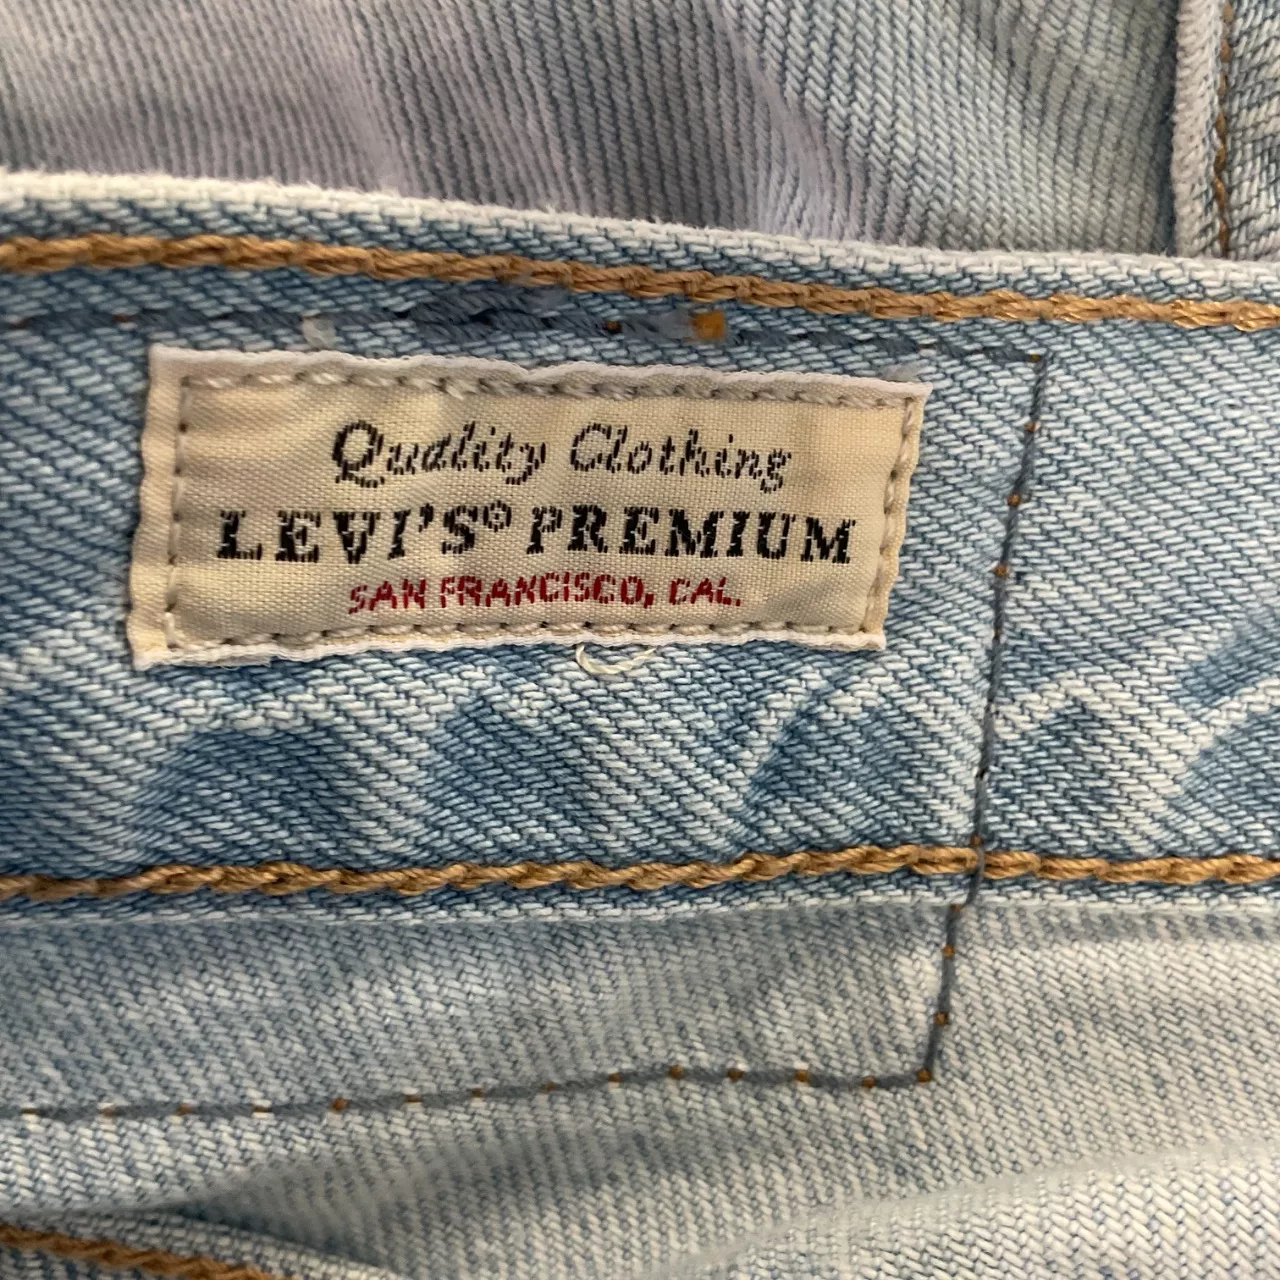 Quality Clothing
LEVI'S® PREMIUM
SAN FRANCISCO, CAL.